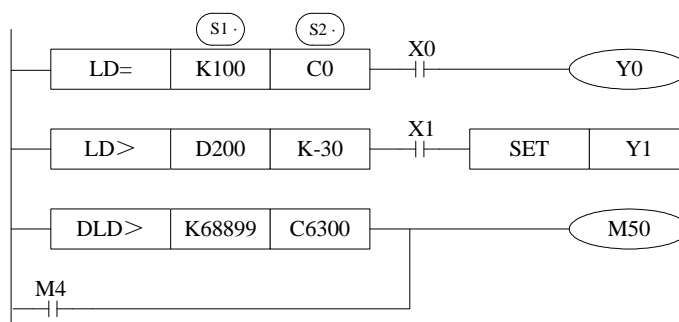 S1· S2·
LD= K100 C0 X0 Y0
LD＞ D200 K-30 X1 SET Y1
DLD＞ K68899 C6300 M50
M4